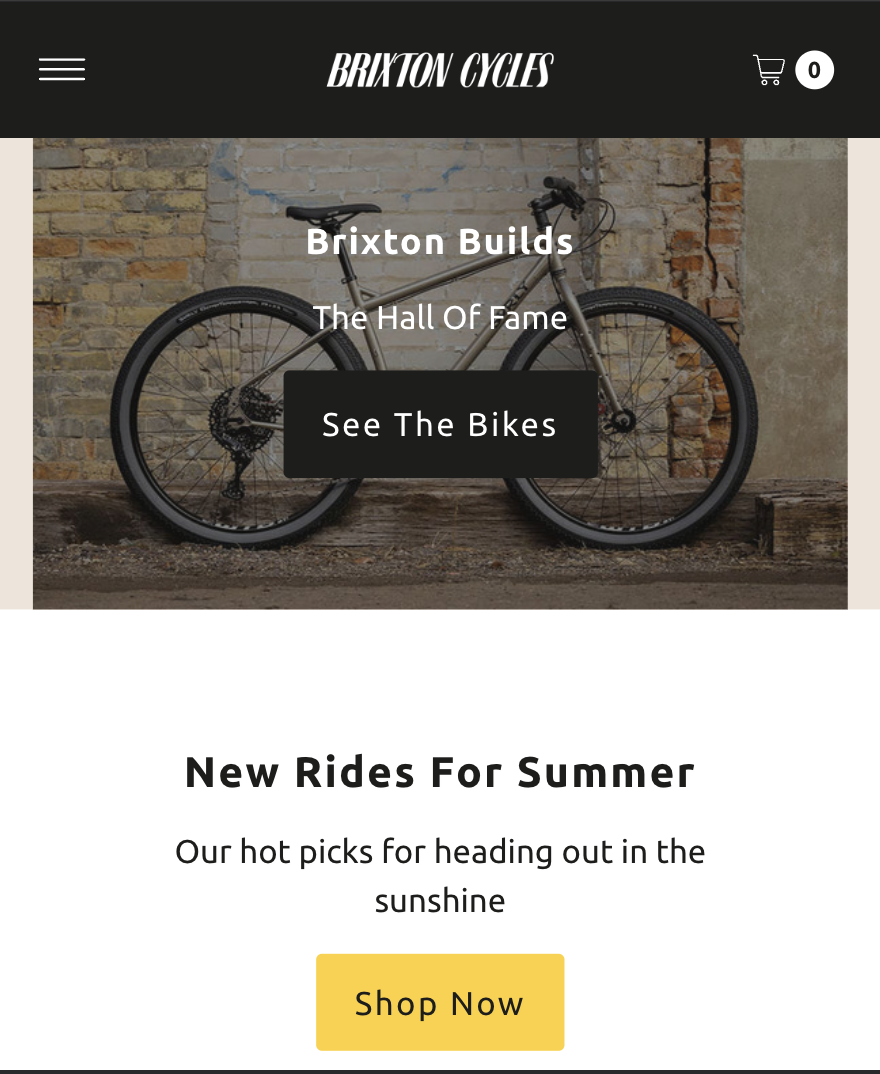 BRIXTON CYCLES
0
Brixton Builds
The Hall Of Fame
See The Bikes
New Rides For Summer
Our hot picks for heading out in the
sunshine
Shop Now